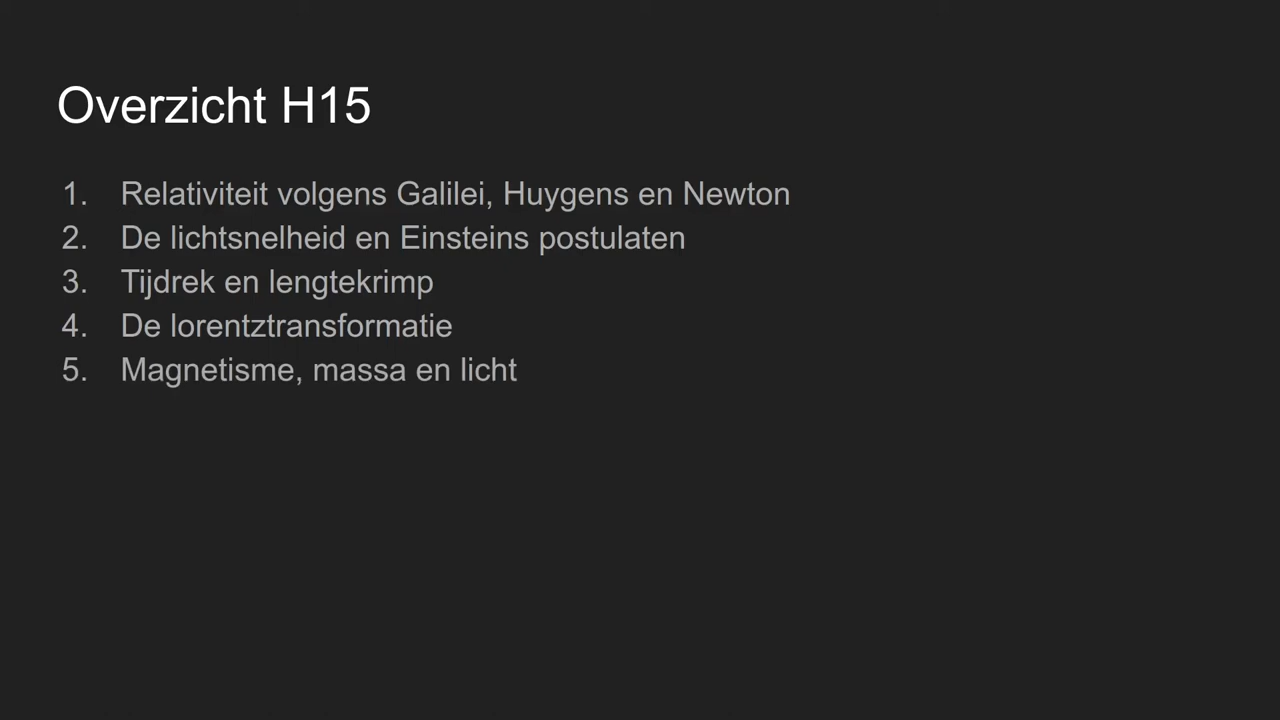 Overzicht H15
1. Relativiteit volgens Galilei, Huygens en Newton
2. De lichtsnelheid en Einsteins postulaten
3. Tijdrek en lengtekrimp
4. De lorentztransformatie
5. Magnetisme, massa en licht